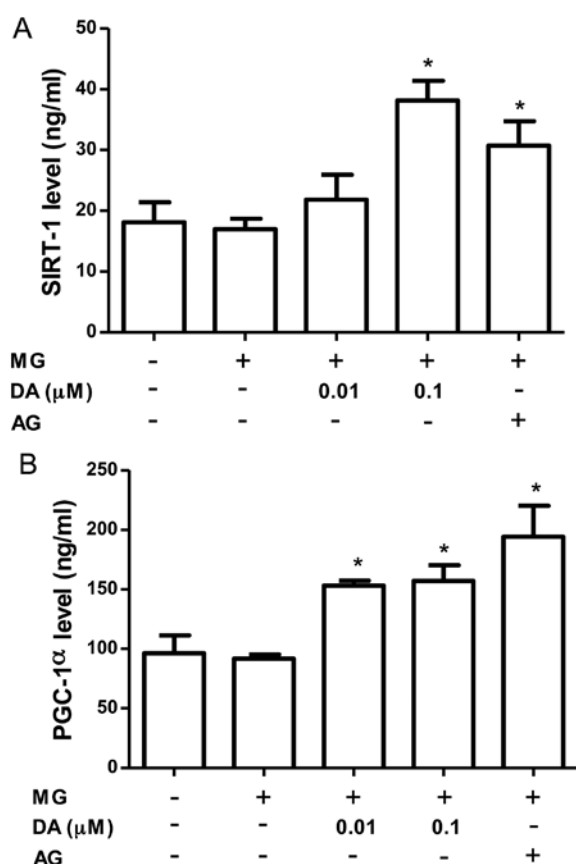 A
SIRT-1 level (ng/ml)
50
40
30
20
10
0
* *
MG - + + + +
DA (μM) - - 0.01 0.1 -
AG - - - - +
B
PGC-1α level (ng/ml)
250
200
150
100
50
0
* * *
MG - + + + +
DA (μM) - - 0.01 0.1 -
AG - - - - +